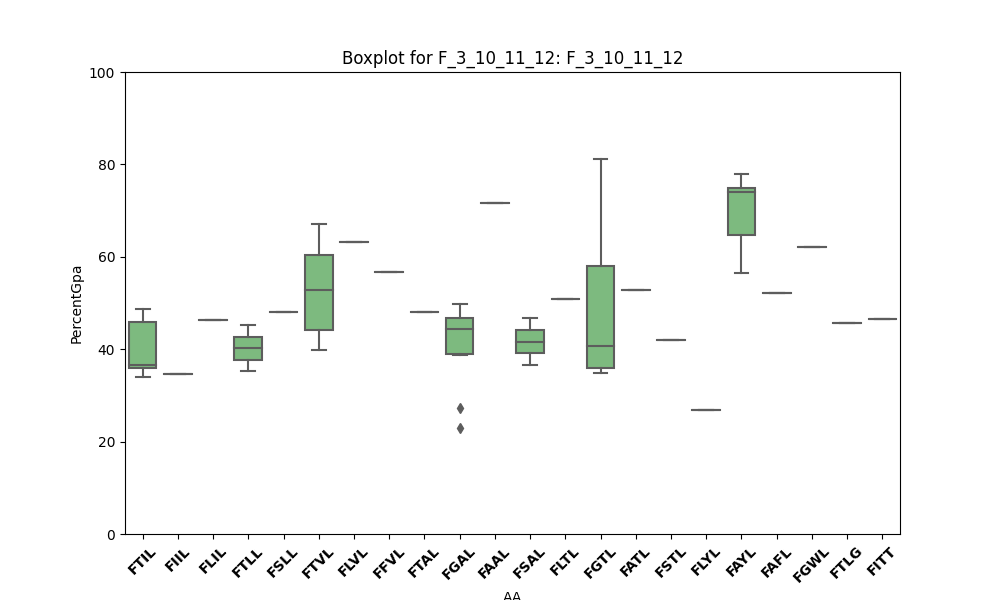 Boxplot for F_3_10_11_12: F_3_10_11_12
100
80
60
40
20
0
PercentGpa
FTIL FIIL FLIL FTLL FSLL FTVL FLVL FFVL FTAL FGAL FAAL FSAL FLTL FGTL FATL FSTL FLYL FAYL FAFL FGWL FTLG FITT
AA